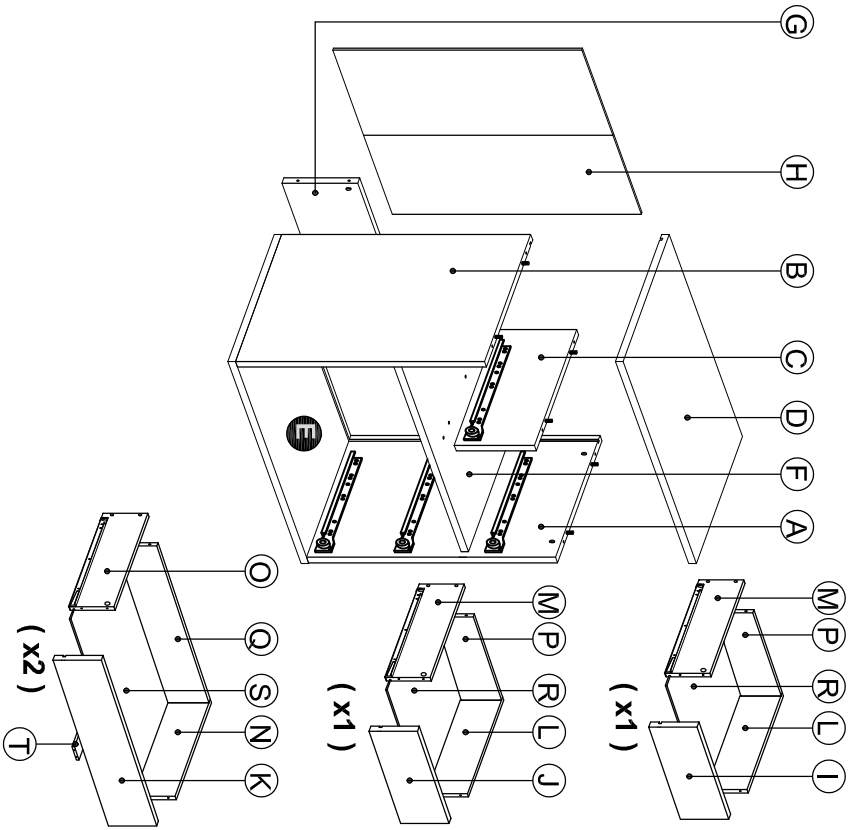 G H B C D F A
M P R L I
( x1 )
M P R L J
( x1 )
E
O Q S N K
( x2 )
T